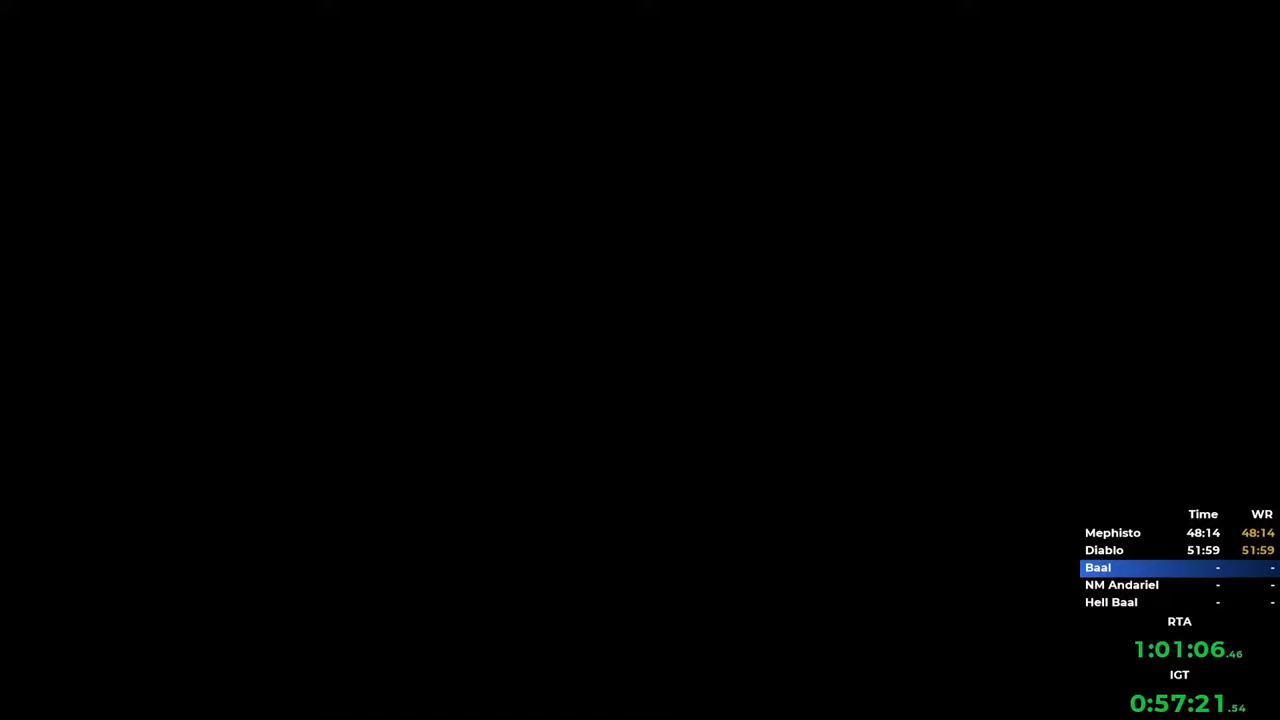 Time WR
Mephisto 48:14 48:14
Diablo 51:59 51:59
Baal - -
NM Andariel - -
Hell Baal - -
RTA
1:01:06.46
IGT
0:57:21.54